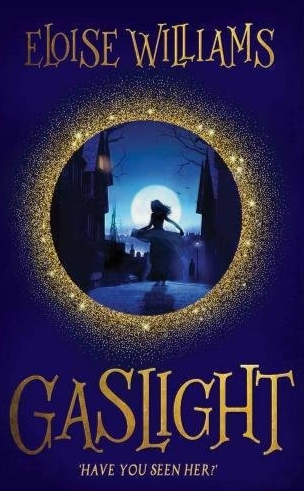 ELOISE WILLIAMS
GASLIGHT
'HAVE YOU SEEN HER?'